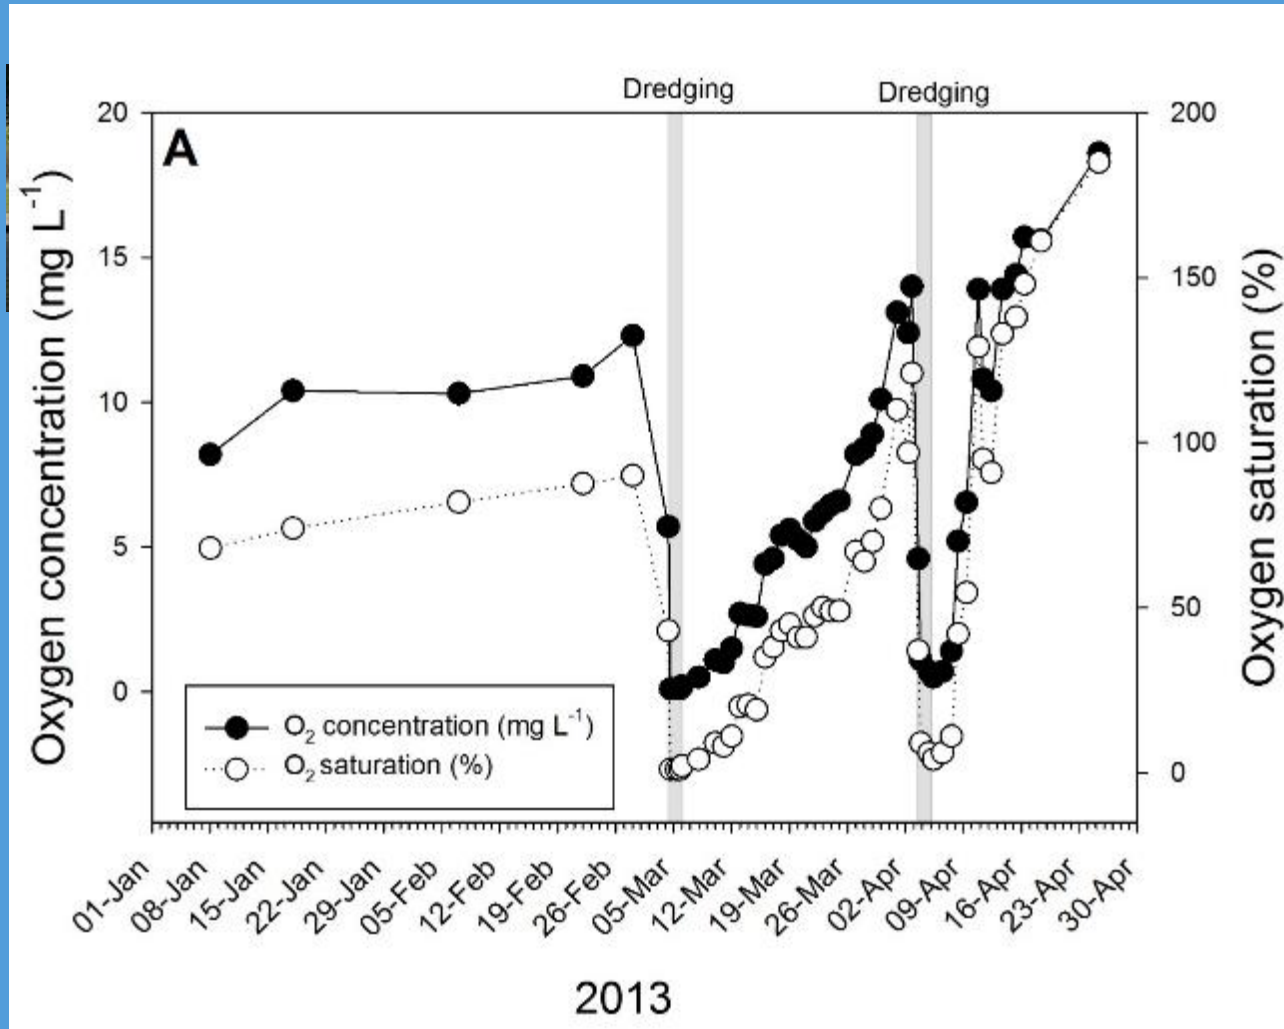 Dredging
Dredging
A
20
15
10
5
0
200
150
100
50
0
Oxygen concentration (mg L⁻¹)
Oxygen saturation (%)
O₂ concentration (mg L⁻¹)
O₂ saturation (%)
01-Jan
08-Jan
15-Jan
22-Jan
29-Jan
05-Feb
12-Feb
19-Feb
26-Feb
05-Mar
12-Mar
19-Mar
26-Mar
02-Apr
09-Apr
16-Apr
23-Apr
30-Apr
2013